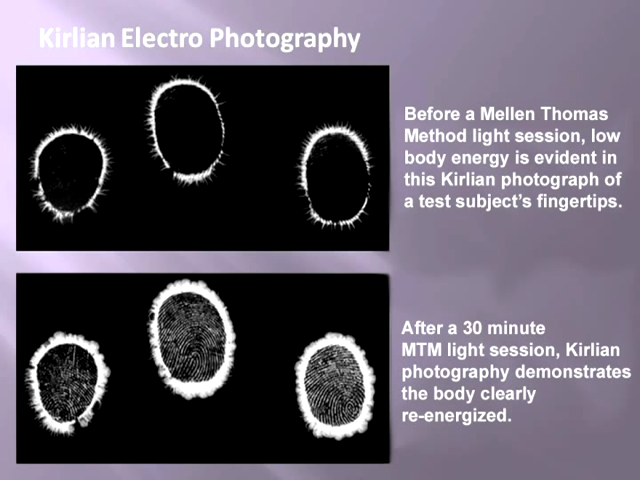 Kirlian Electro Photography
Before a Mellen Thomas
Method light session, low
body energy is evident in
this Kirlian photograph of
a test subject’s fingertips.
After a 30 minute
MTM light session, Kirlian
photography demonstrates
the body clearly
re-energized.